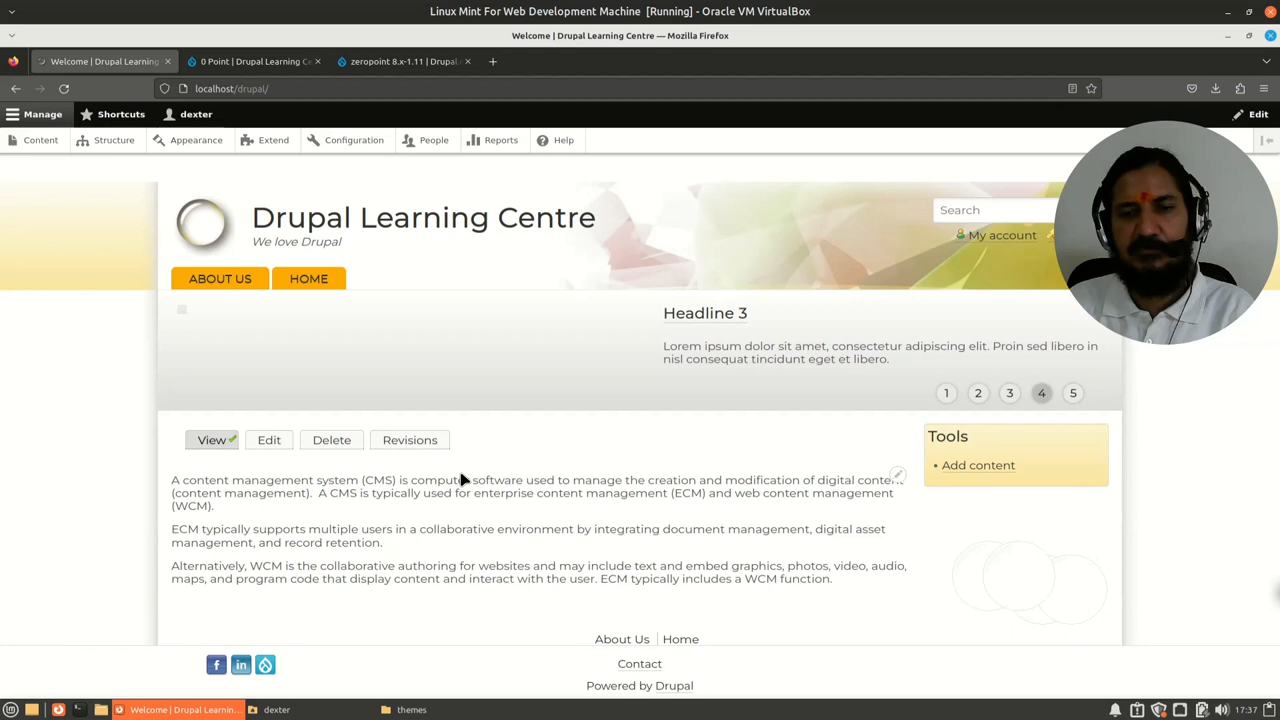 Linux Mint For Web Development Machine [Running] - Oracle VM VirtualBox
Welcome | Drupal Learning Centre — Mozilla Firefox
Welcome | Drupal Learning
0 Point | Drupal Learning Ce
zeropoint 8.x-1.11 | Drupal.
localhost/drupal/
Manage
Shortcuts
dexter
Edit
Content
Structure
Appearance
Extend
Configuration
People
Reports
Help
Drupal Learning Centre
We love Drupal
Search
My account
ABOUT US
HOME
Headline 3
Lorem ipsum dolor sit amet, consectetur adipiscing elit. Proin sed libero in
nisl consequat tincidunt eget et libero.
1 2 3 4 5
View
Edit
Delete
Revisions
Tools
Add content
A content management system (CMS) is computer software used to manage the creation and modification of digital content
(content management). A CMS is typically used for enterprise content management (ECM) and web content management
(WCM).
ECM typically supports multiple users in a collaborative environment by integrating document management, digital asset
management, and record retention.
Alternatively, WCM is the collaborative authoring for websites and may include text and embed graphics, photos, video, audio,
maps, and program code that display content and interact with the user. ECM typically includes a WCM function.
About Us
Home
Contact
Powered by Drupal
Welcome | Drupal Learnin...
dexter
themes
17:37